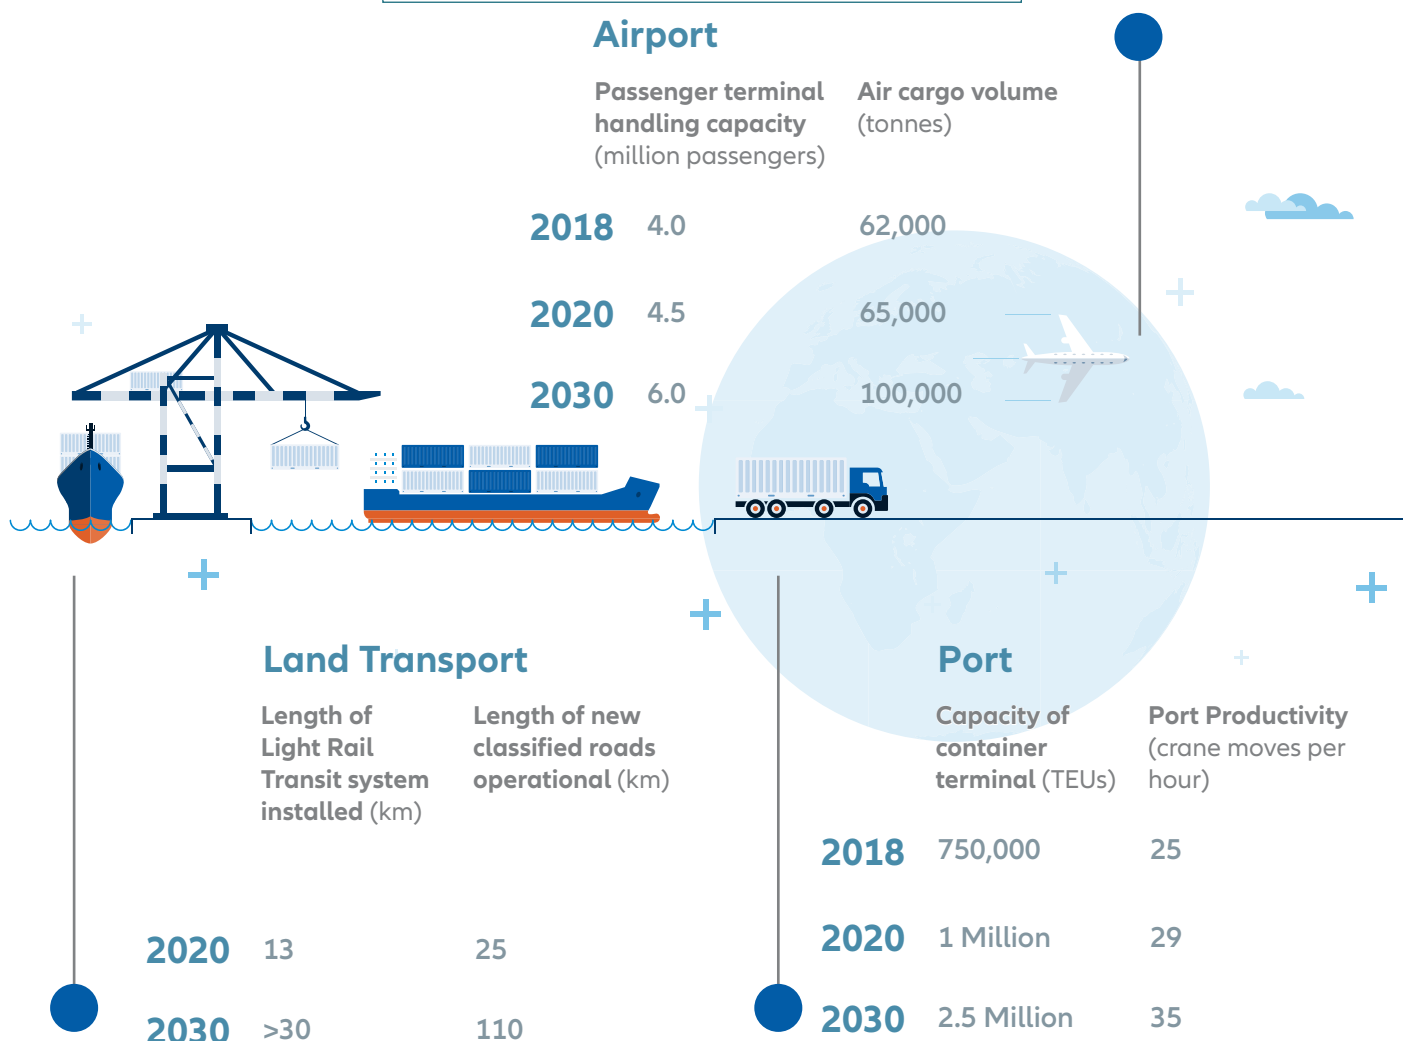 Airport
Passenger terminal
handling capacity
(million passengers)
Air cargo volume
(tonnes)
2018 4.0 62,000
2020 4.5 65,000
2030 6.0 100,000
Land Transport
Length of
Light Rail
Transit system
installed (km)
Length of new
classified roads
operational (km)
2020 13 25
2030 >30 110
Port
Capacity of
container
terminal (TEUs)
Port Productivity
(crane moves per
hour)
2018 750,000 25
2020 1 Million 29
2030 2.5 Million 35